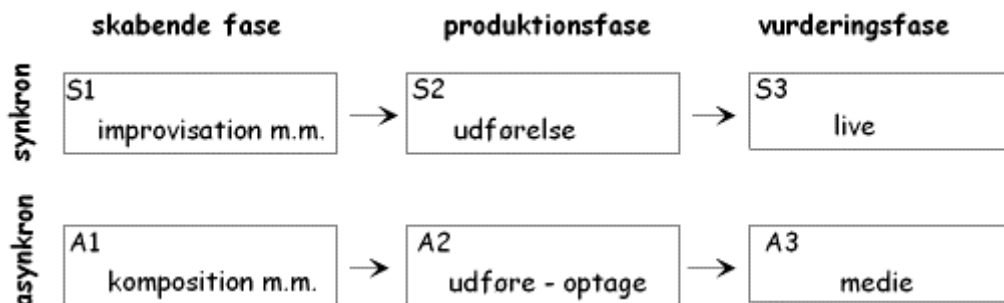 skabende fase produktionsfase vurderingsfase
synkron
S1 S2 S3
improvisation m.m. udførelse live
asynkron
A1 A2 A3
komposition m.m. udføre - optage medie